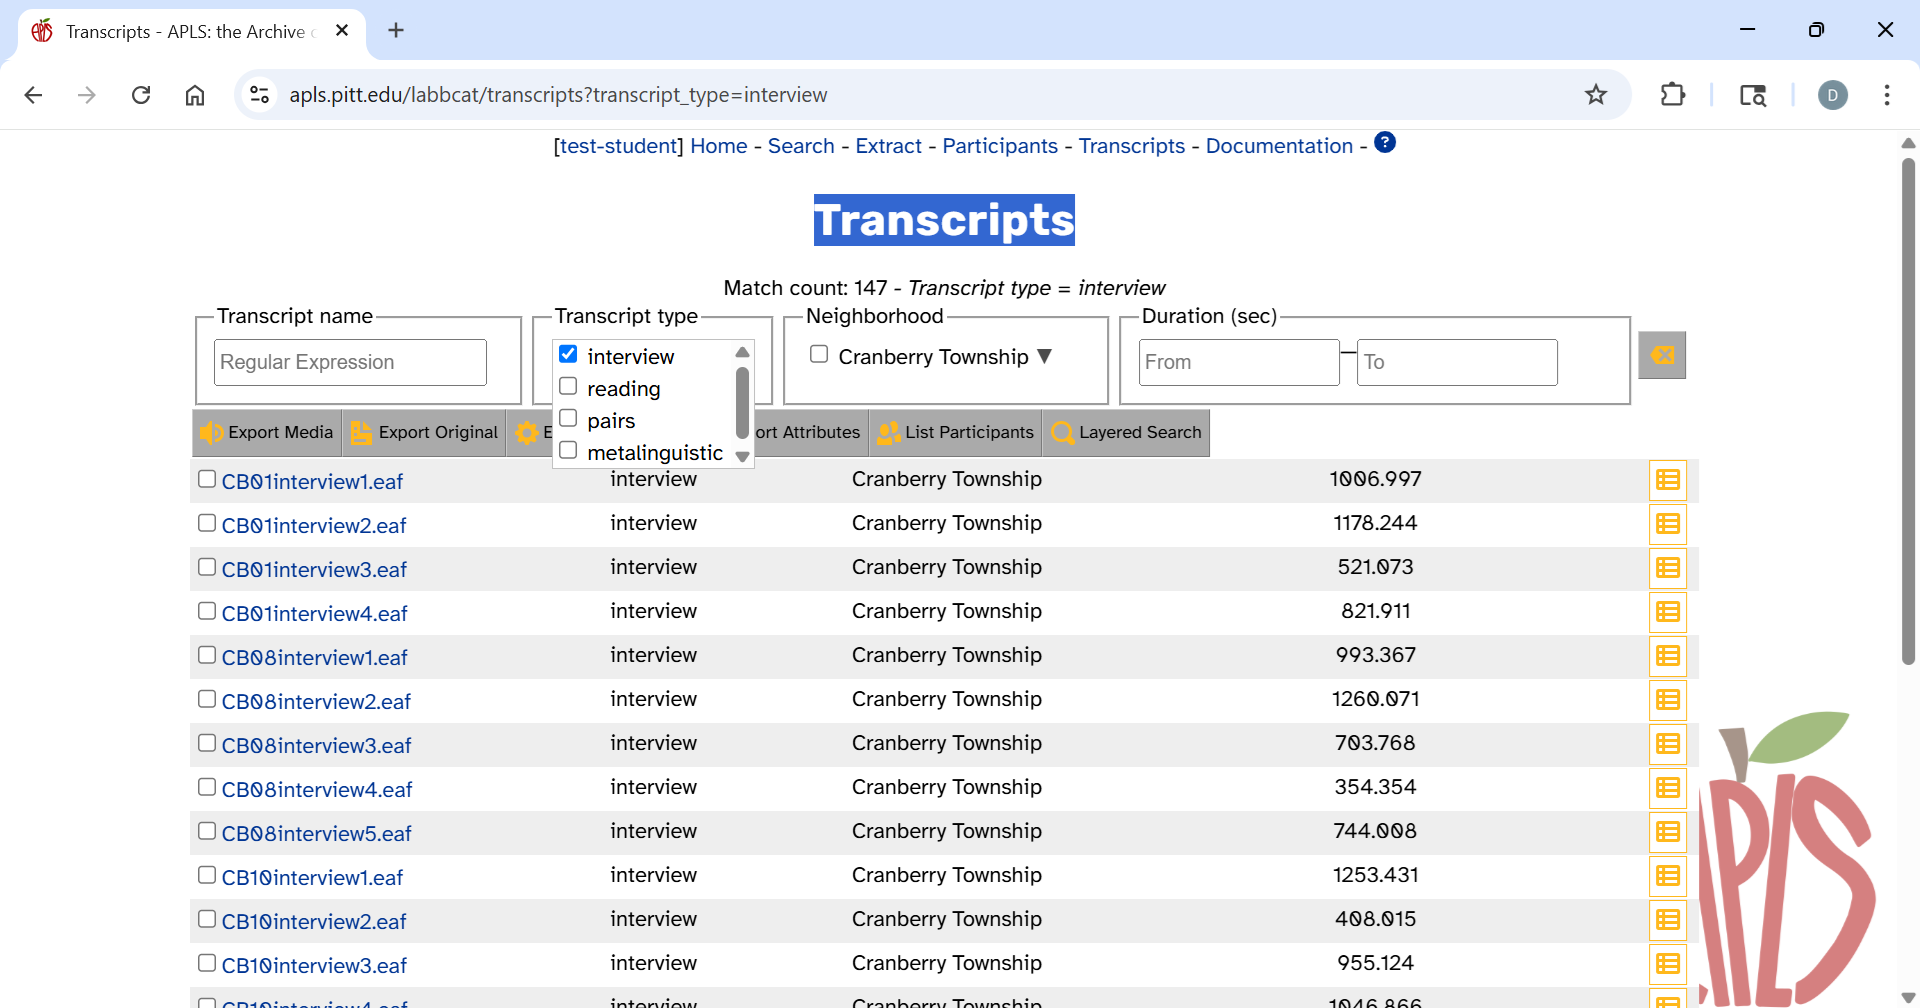 Transcripts - APLS: the Archive
apls.pitt.edu/labbcat/transcripts?transcript_type=interview
D
[test-student] Home - Search - Extract - Participants - Transcripts - Documentation - ?
Transcripts
Match count: 147 - Transcript type = interview
Transcript name Transcript type Neighborhood Duration (sec)
Regular Expression interview Cranberry Township ▼ From – To
reading
pairs
metalinguistic
Export Media Export Original E ort Attributes List Participants Layered Search
CB01interview1.eaf interview Cranberry Township 1006.997
CB01interview2.eaf interview Cranberry Township 1178.244
CB01interview3.eaf interview Cranberry Township 521.073
CB01interview4.eaf interview Cranberry Township 821.911
CB08interview1.eaf interview Cranberry Township 993.367
CB08interview2.eaf interview Cranberry Township 1260.071
CB08interview3.eaf interview Cranberry Township 703.768
CB08interview4.eaf interview Cranberry Township 354.354
CB08interview5.eaf interview Cranberry Township 744.008
CB10interview1.eaf interview Cranberry Township 1253.431
CB10interview2.eaf interview Cranberry Township 408.015
CB10interview3.eaf interview Cranberry Township 955.124
CB10interview4.eaf interview Cranberry Township 1046.866
APLS